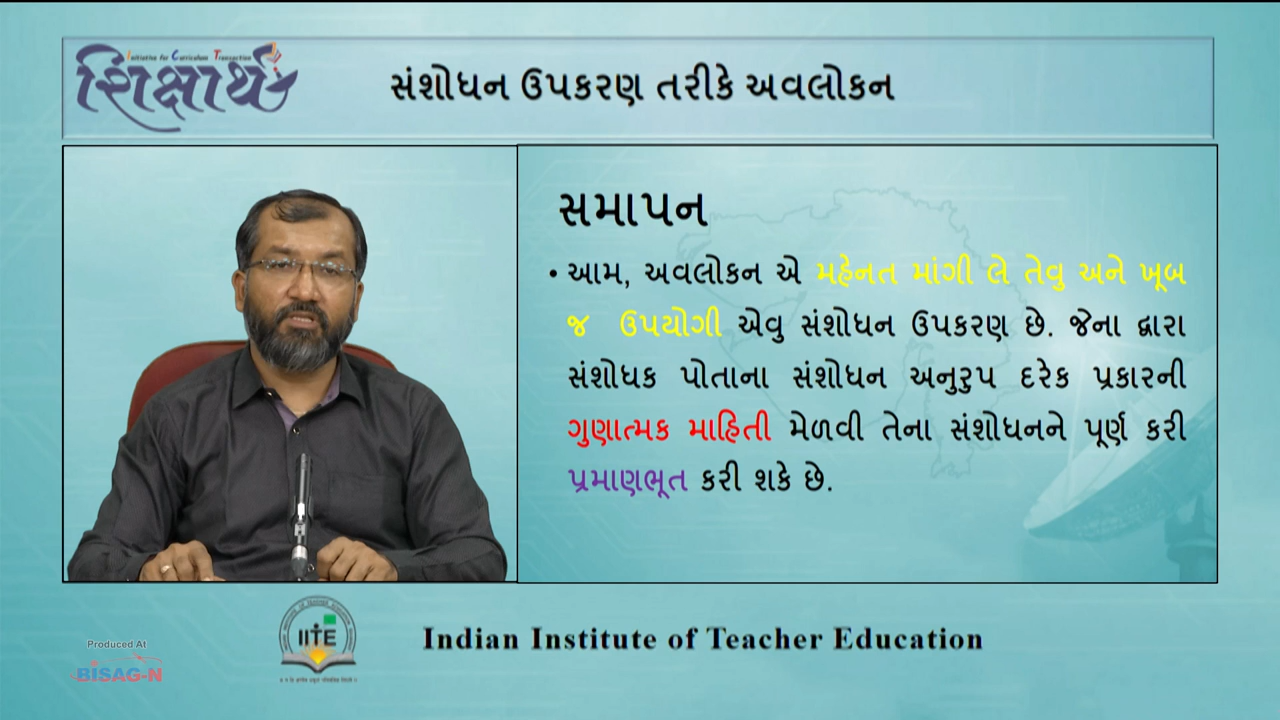 Initiative for Curriculum Transaction
શિક્ષાર્થ
સંશોધન ઉપકરણ તરીકે અવલોકન
સમાપન
• આમ, અવલોકન એ મહેનત માંગી લે તેવુ અને ખૂબ
જ ઉપયોગી એવુ સંશોધન ઉપકરણ છે. જેના દ્વારા
સંશોધક પોતાના સંશોધન અનુરુપ દરેક પ્રકારની
ગુણાત્મક માહિતી મેળવી તેના સંશોધનને પૂર્ણ કરી
પ્રમાણભૂત કરી શકે છે.
IITE
Indian Institute of Teacher Education
Produced At
BISAG-N